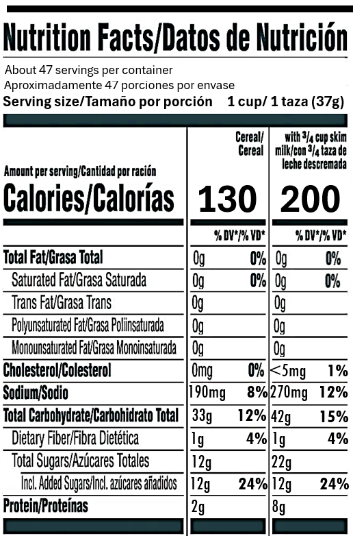 Nutrition Facts/Datos de Nutrición
About 47 servings per container
Aproximadamente 47 porciones por envase
Serving size/Tamaño por porción 1 cup/ 1 taza (37g)
Cereal/ Cereal
with 3/4 cup skim milk/con 3/4 taza de leche descremada
Amount per serving/Cantidad por ración
Calories/Calorías 130 200
% DV*/% VD* % DV*/% VD*
Total Fat/Grasa Total 0g 0% 0g 0%
Saturated Fat/Grasa Saturada 0g 0% 0g 0%
Trans Fat/Grasa Trans 0g 0g
Polyunsaturated Fat/Grasa Poliinsaturada 0g 0g
Monounsaturated Fat/Grasa Monoinsaturada 0g 0g
Cholesterol/Colesterol 0mg 0% <5mg 1%
Sodium/Sodio 190mg 8% 270mg 12%
Total Carbohydrate/Carbohidrato Total 33g 12% 42g 15%
Dietary Fiber/Fibra Dietética 1g 4% 1g 4%
Total Sugars/Azúcares Totales 12g 22g
Incl. Added Sugars/Incl. azúcares añadidos 12g 24% 12g 24%
Protein/Proteínas 2g 8g